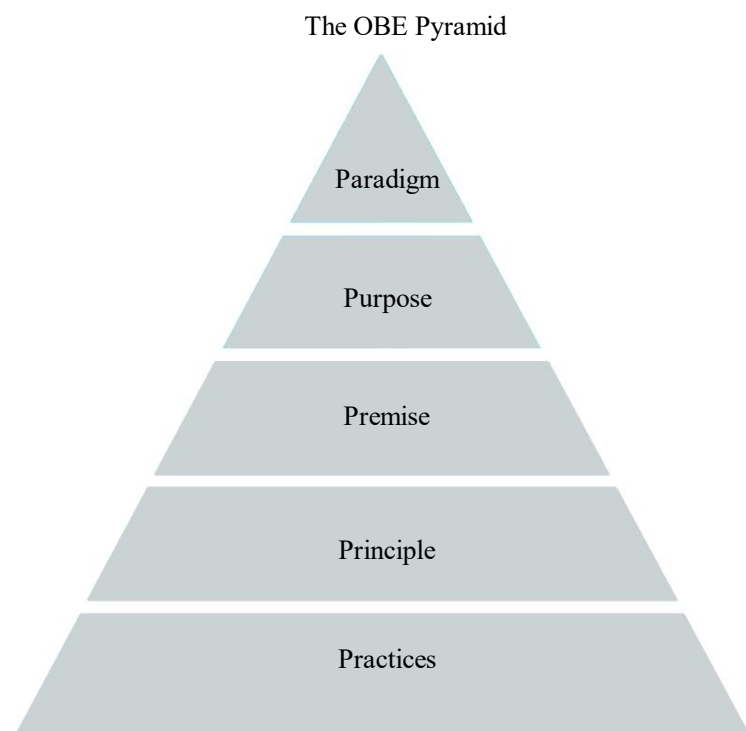 The OBE Pyramid
Paradigm
Purpose
Premise
Principle
Practices